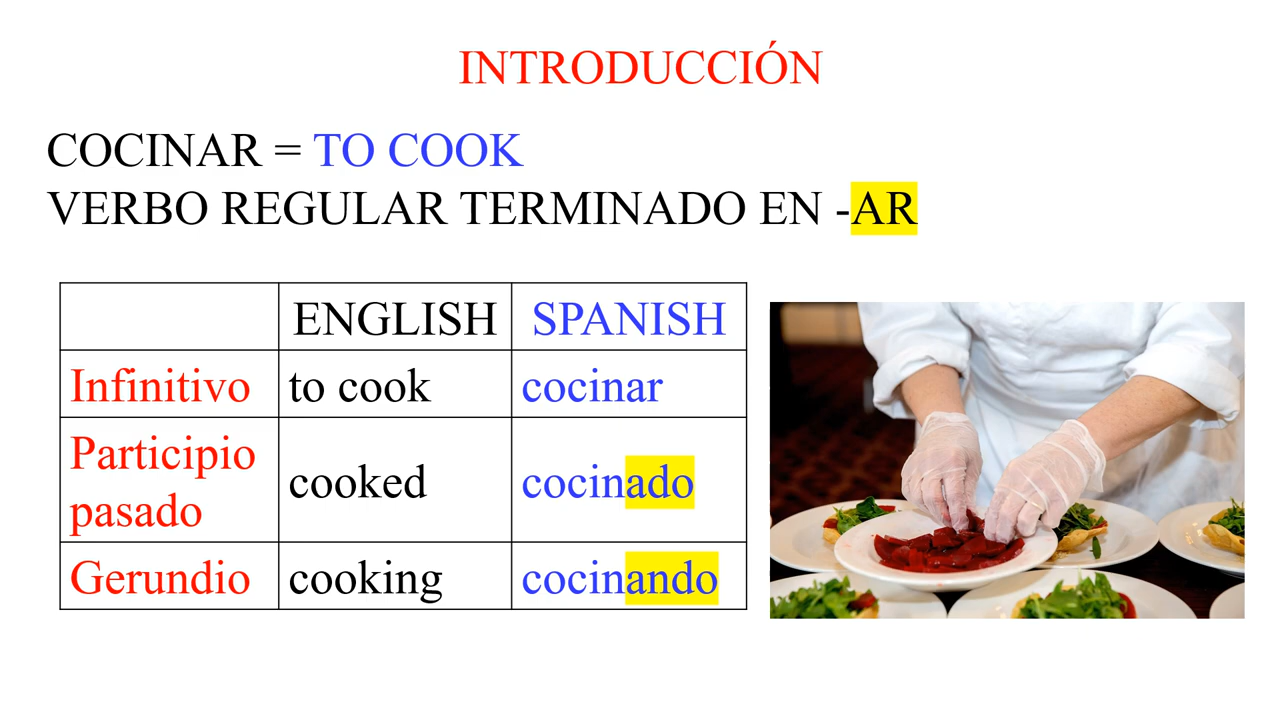 INTRODUCCIÓN
COCINAR = TO COOK
VERBO REGULAR TERMINADO EN -AR
ENGLISH SPANISH
Infinitivo to cook cocinar
Participio
pasado cooked cocinado
Gerundio cooking cocinando